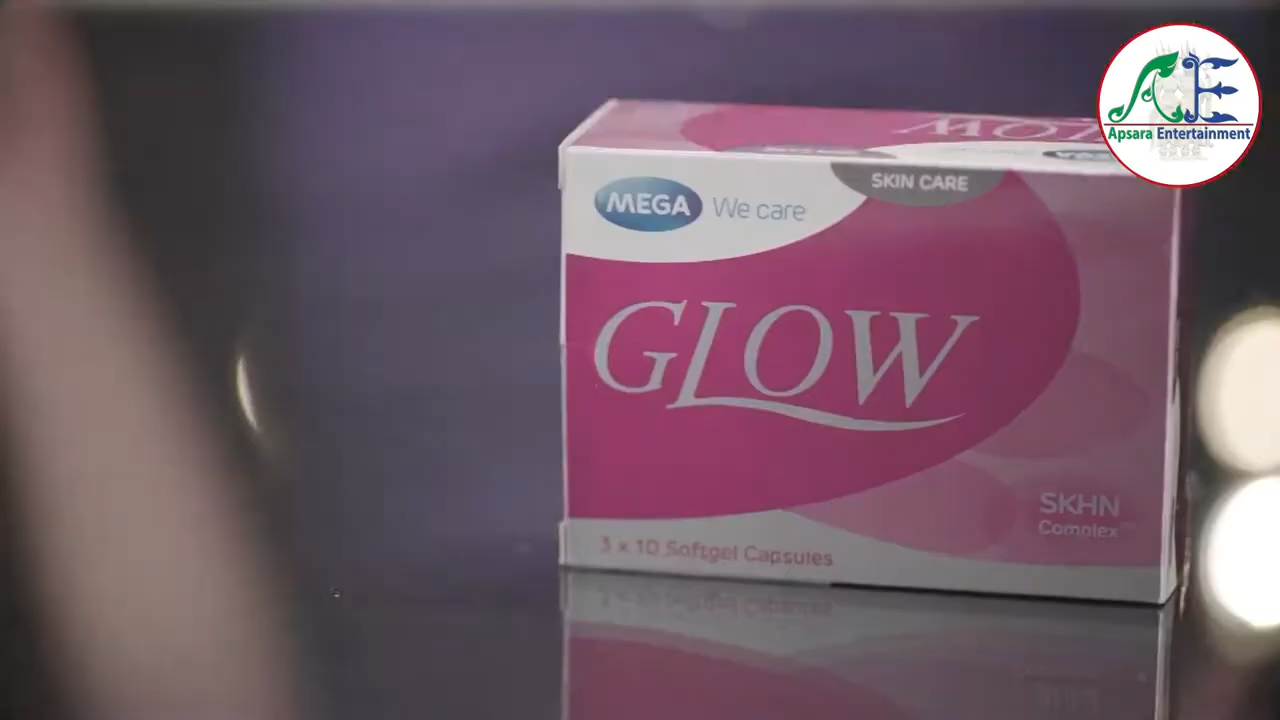 Apsara Entertainment
MEGA We care
SKIN CARE
GLOW
SKHN
Complex
3 x 10 Softgel Capsules